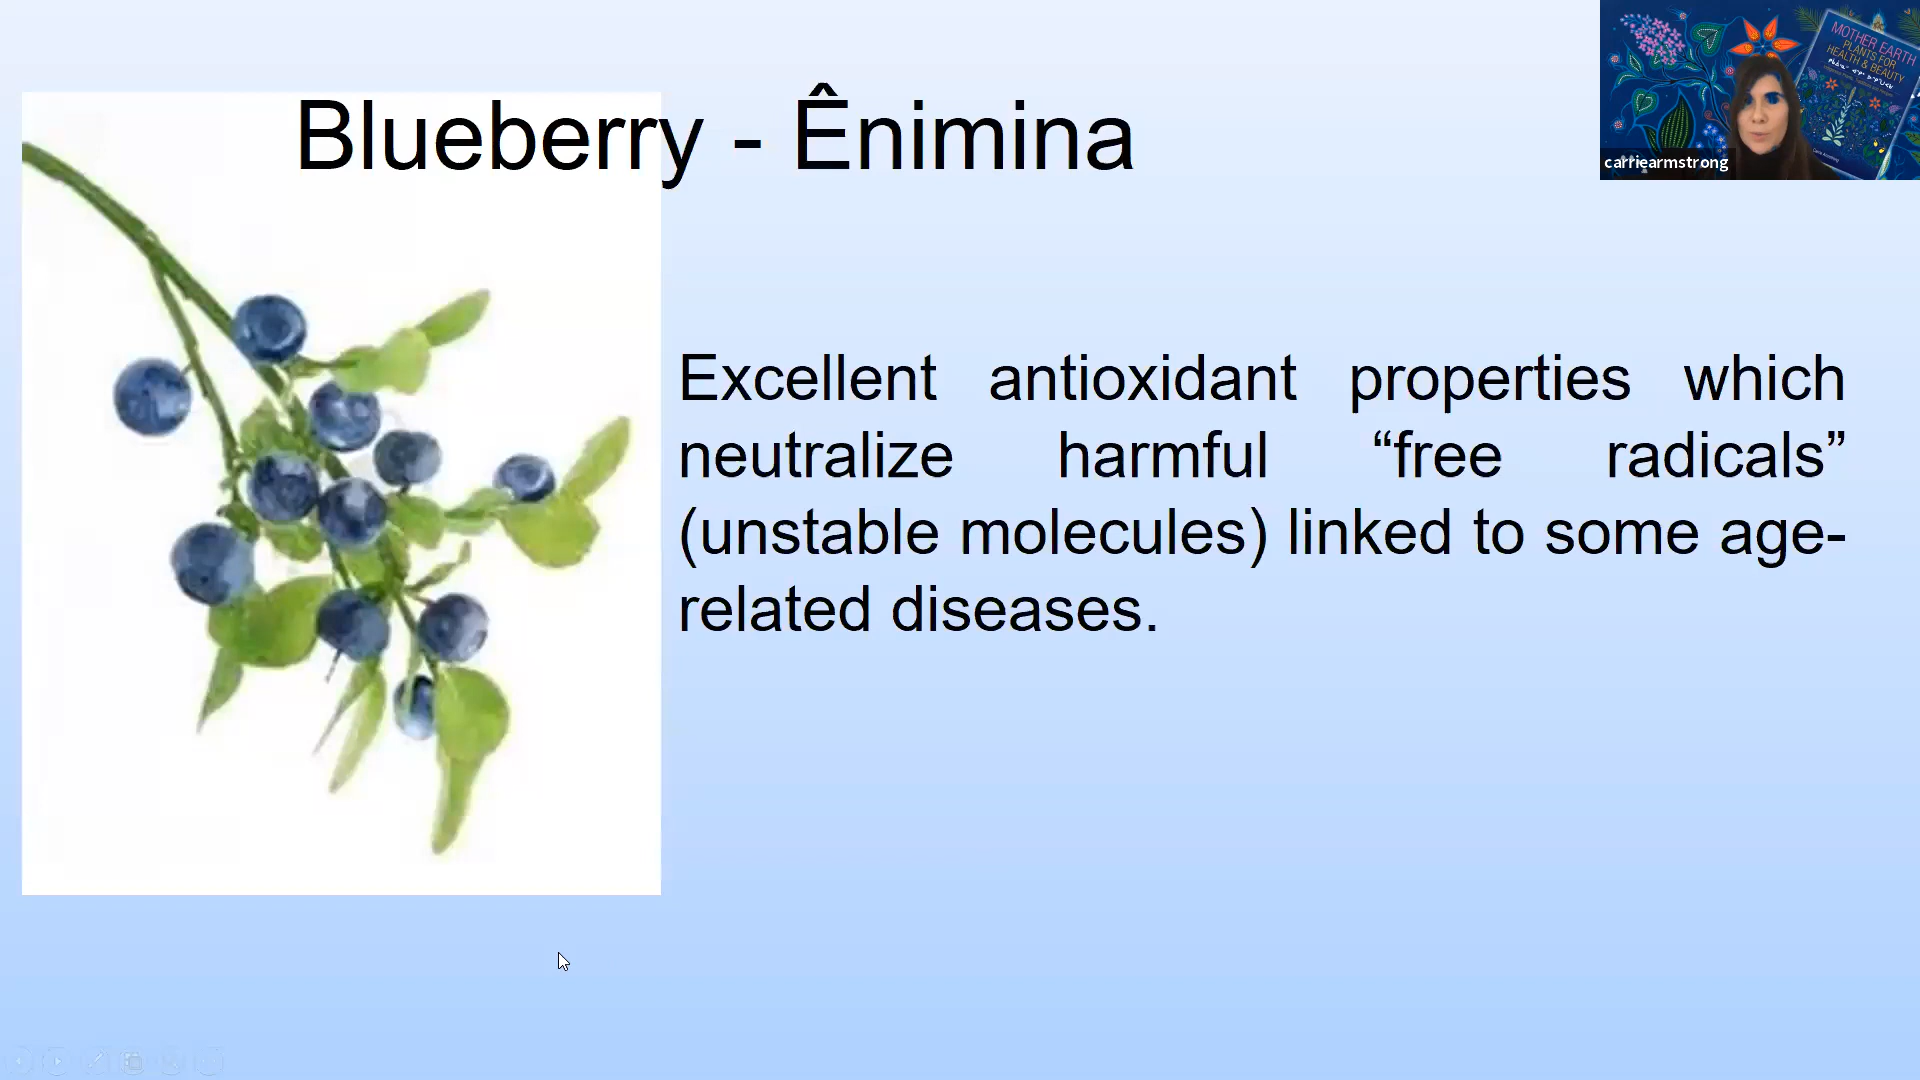 Blueberry - Ênimina
Excellent antioxidant properties which
neutralize harmful “free radicals”
(unstable molecules) linked to some age-
related diseases.
MOTHER EARTH
PLANTS FOR
HEALTH & BEAUTY
carriearmstrong